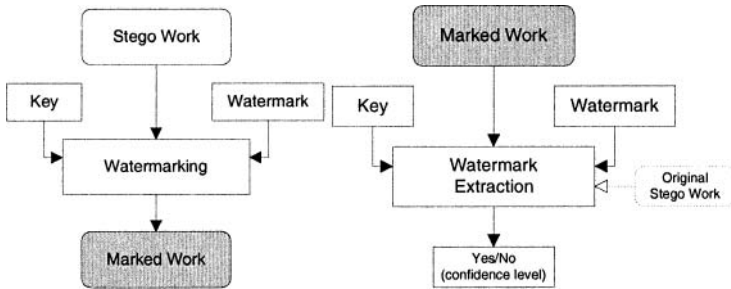 Stego Work
Key
Watermark
Watermarking
Marked Work
Marked Work
Key
Watermark
Watermark
Extraction
Original
Stego Work
Yes/No
(confidence level)